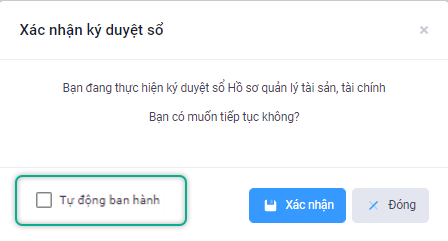 Xác nhận ký duyệt sổ
×
Bạn đang thực hiện ký duyệt sổ Hồ sơ quản lý tài sản, tài chính
Bạn có muốn tiếp tục không?
Tự động ban hành
Xác nhận
Đóng